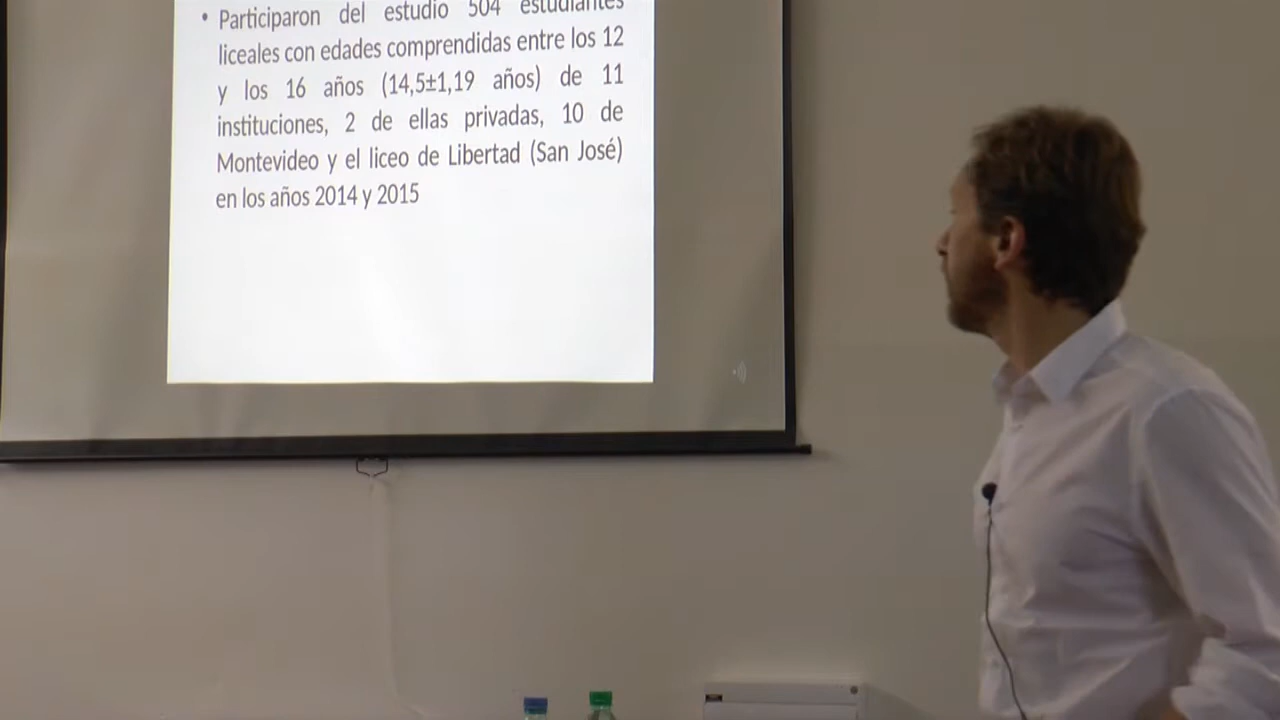 • Participaron del estudio 504 estudiantes
liceales con edades comprendidas entre los 12
y los 16 años (14,5±1,19 años) de 11
instituciones, 2 de ellas privadas, 10 de
Montevideo y el liceo de Libertad (San José)
en los años 2014 y 2015